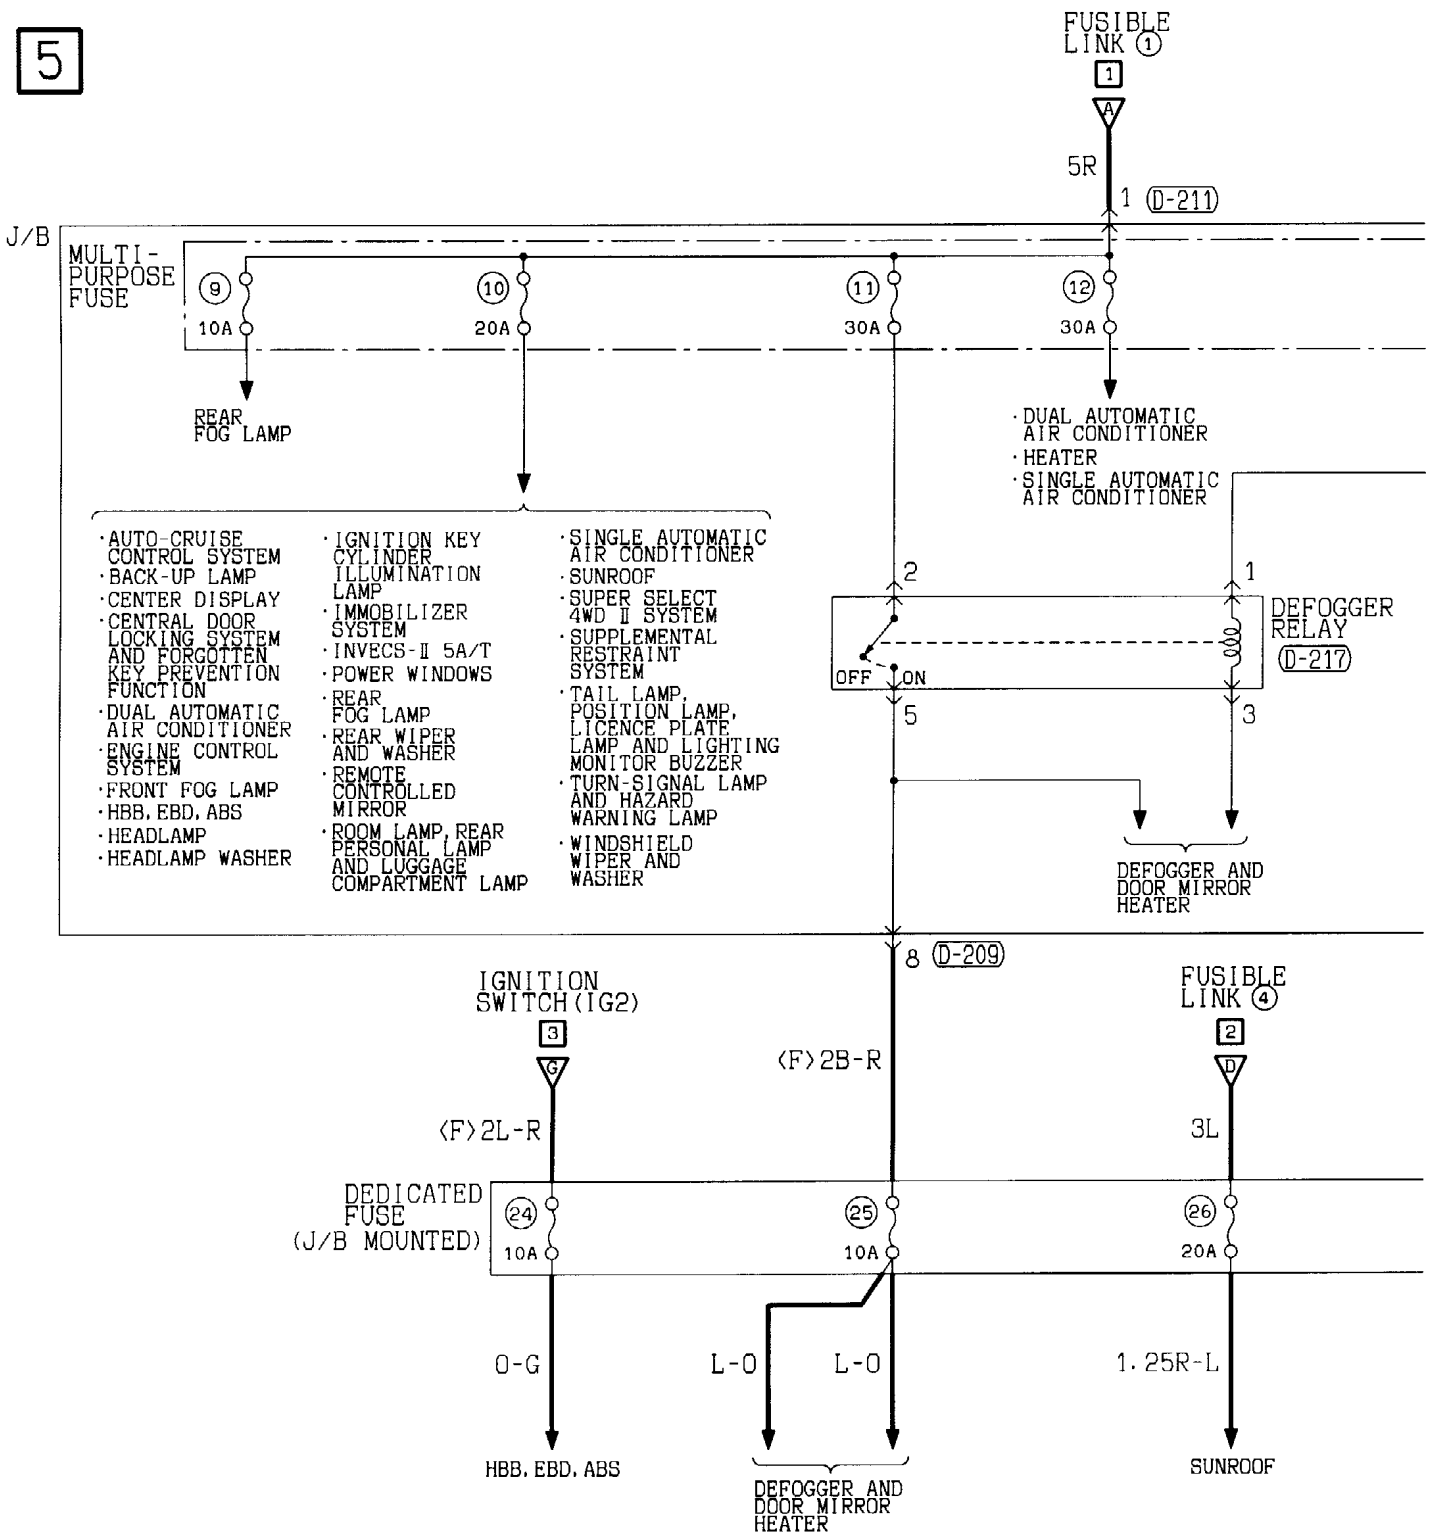 5
FUSIBLE
LINK ①
1
A
5R
1 (D-211)
J/B
MULTI-
PURPOSE
FUSE
9
10A
10
20A
11
30A
12
30A
REAR
FOG LAMP
·DUAL AUTOMATIC
AIR CONDITIONER
·HEATER
·SINGLE AUTOMATIC
AIR CONDITIONER
·AUTO-CRUISE
CONTROL SYSTEM
·BACK-UP LAMP
·CENTER DISPLAY
·CENTRAL DOOR
LOCKING SYSTEM
AND FORGOTTEN
KEY PREVENTION
FUNCTION
·DUAL AUTOMATIC
AIR CONDITIONER
·ENGINE CONTROL
SYSTEM
·FRONT FOG LAMP
·HBB, EBD, ABS
·HEADLAMP
·HEADLAMP WASHER
·IGNITION KEY
CYLINDER
ILLUMINATION
LAMP
·IMMOBILIZER
SYSTEM
·INVECS-Ⅱ 5A/T
·POWER WINDOWS
·REAR
FOG LAMP
·REAR WIPER
AND WASHER
·REMOTE
CONTROLLED
MIRROR
·ROOM LAMP, REAR
PERSONAL LAMP
AND LUGGAGE
COMPARTMENT LAMP
·SINGLE AUTOMATIC
AIR CONDITIONER
·SUNROOF
·SUPER SELECT
4WD Ⅱ SYSTEM
·SUPPLEMENTAL
RESTRAINT
SYSTEM
·TAIL LAMP,
POSITION LAMP,
LICENCE PLATE
LAMP AND LIGHTING
MONITOR BUZZER
·TURN-SIGNAL LAMP
AND HAZARD
WARNING LAMP
·WINDSHIELD
WIPER AND
WASHER
2
1
DEFOGGER
RELAY
(D-217)
OFF
ON
5
3
DEFOGGER AND
DOOR MIRROR
HEATER
8 (D-209)
IGNITION
SWITCH(IG2)
3
G
FUSIBLE
LINK ④
2
D
<F>2B-R
<F>2L-R
3L
DEDICATED
FUSE
(J/B MOUNTED)
24
10A
25
10A
26
20A
O-G
L-O
L-O
1.25R-L
HBB, EBD, ABS
DEFOGGER AND
DOOR MIRROR
HEATER
SUNROOF